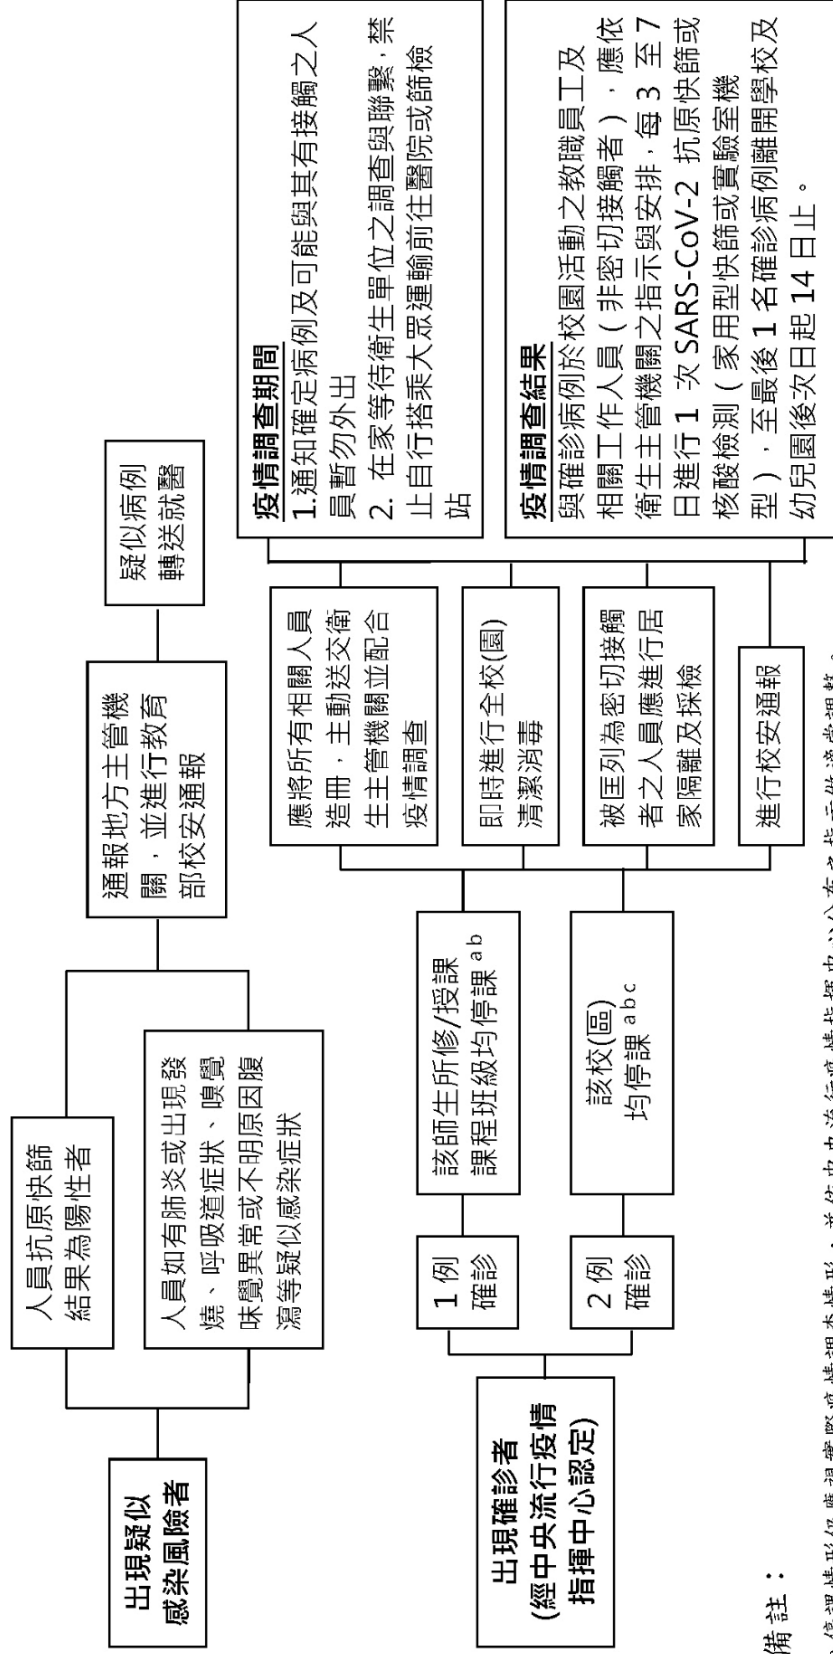 出現疑似
感染風險者
人員抗原快篩
結果為陽性者
人員如有肺炎或出現發
燒、呼吸道症狀、嗅覺
味覺異常或不明原因腹
瀉等疑似感染症狀
通報地方主管機
關，並進行教育
部校安通報
疑似病例
轉送就醫
出現確診者
(經中央流行疫情
指揮中心認定)
1 例
確診
2 例
確診
該師生所修/授課
課程班級均停課 ab
該校(區)
均停課 abc
應將所有相關人員
造冊，主動送交衛
生主管機關並配合
疫情調查
即時進行全校(園)
清潔消毒
被匡列為密切接觸
者之人員應進行居
家隔離及採檢
進行校安通報
疫情調查期間
1.通知確定病例及可能與其有接觸之人
員暫勿外出
2. 在家等待衛生單位之調查與聯繫，禁
止自行搭乘大眾運輸前往醫院或篩檢
站
疫情調查結果
與確診病例於校園活動之教職員工及
相關工作人員（非密切接觸者），應依
衛生主管機關之指示與安排，每 3 至 7
日進行 1 次 SARS-CoV-2 抗原快篩或
核酸檢測（家用型快篩或實驗室機
型），至最後 1 名確診病例離開學校及
幼兒園後次日起 14 日止。
備註：